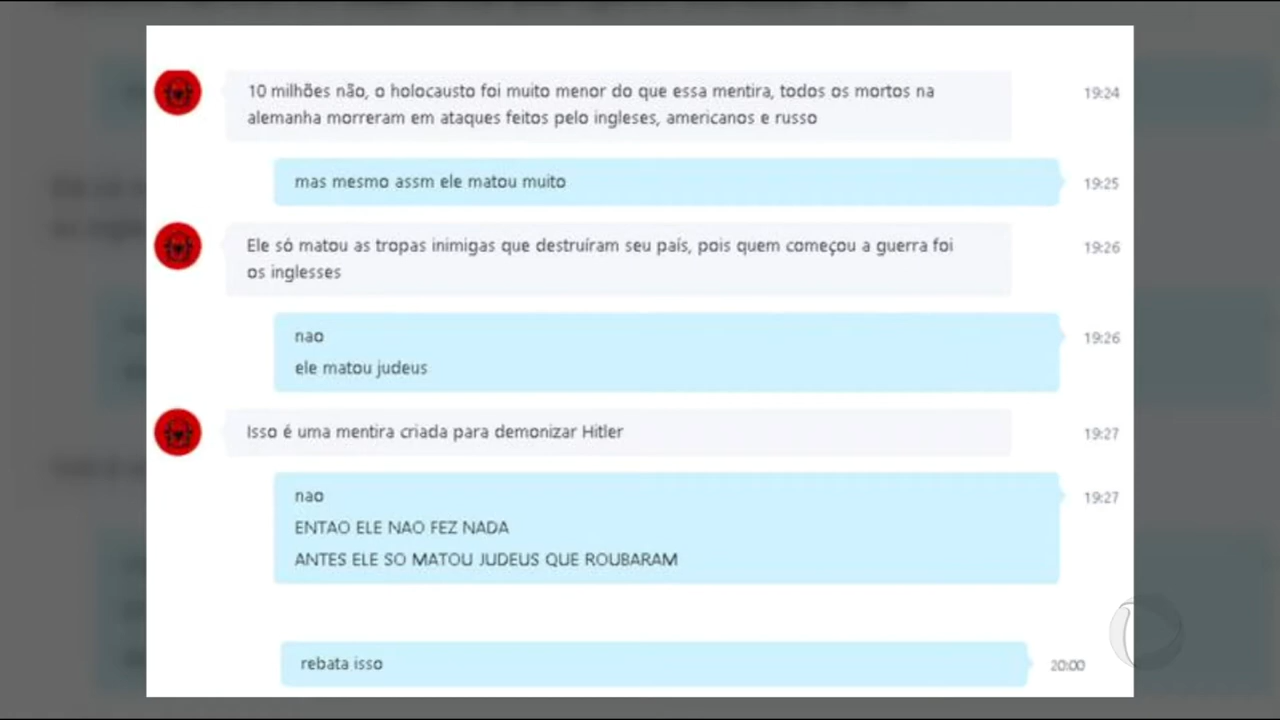 10 milhões não, o holocausto foi muito menor do que essa mentira, todos os mortos na
19:24
alemanha morreram em ataques feitos pelo ingleses, americanos e russo
mas mesmo assm ele matou muito
19:25
Ele só matou as tropas inimigas que destruíram seu país, pois quem começou a guerra foi
19:26
os inglesses
nao
19:26
ele matou judeus
Isso é uma mentira criada para demonizar Hitler
19:27
nao
19:27
ENTAO ELE NAO FEZ NADA
ANTES ELE SO MATOU JUDEUS QUE ROUBARAM
rebata isso
20:00